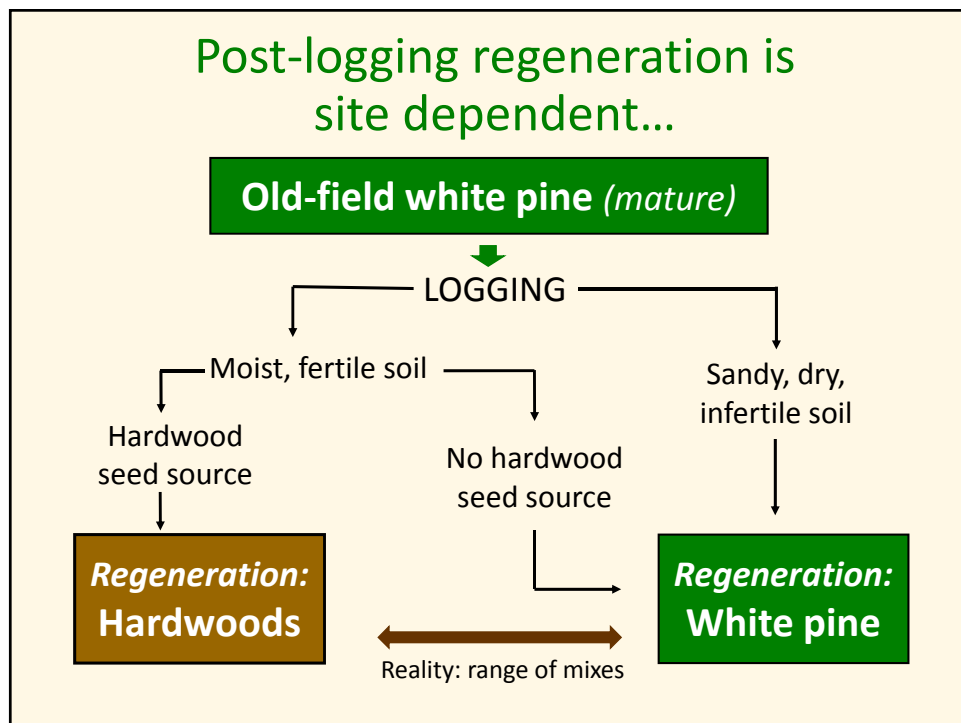 Post-logging regeneration is
site dependent…
Old-field white pine (mature)
LOGGING
Moist, fertile soil
Sandy, dry,
infertile soil
Hardwood
seed source
No hardwood
seed source
Regeneration:
Hardwoods
Regeneration:
White pine
Reality: range of mixes